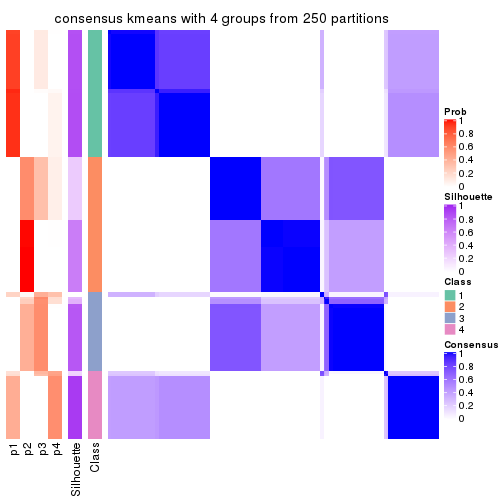 consensus kmeans with 4 groups from 250 partitions
Prob
1
0.8
0.6
0.4
0.2
0
Silhouette
1
0.8
0.6
0.4
0.2
0
Class
1
2
3
4
Consensus
1
0.8
0.6
0.4
0.2
0
p1
p2
p3
p4
Silhouette
Class